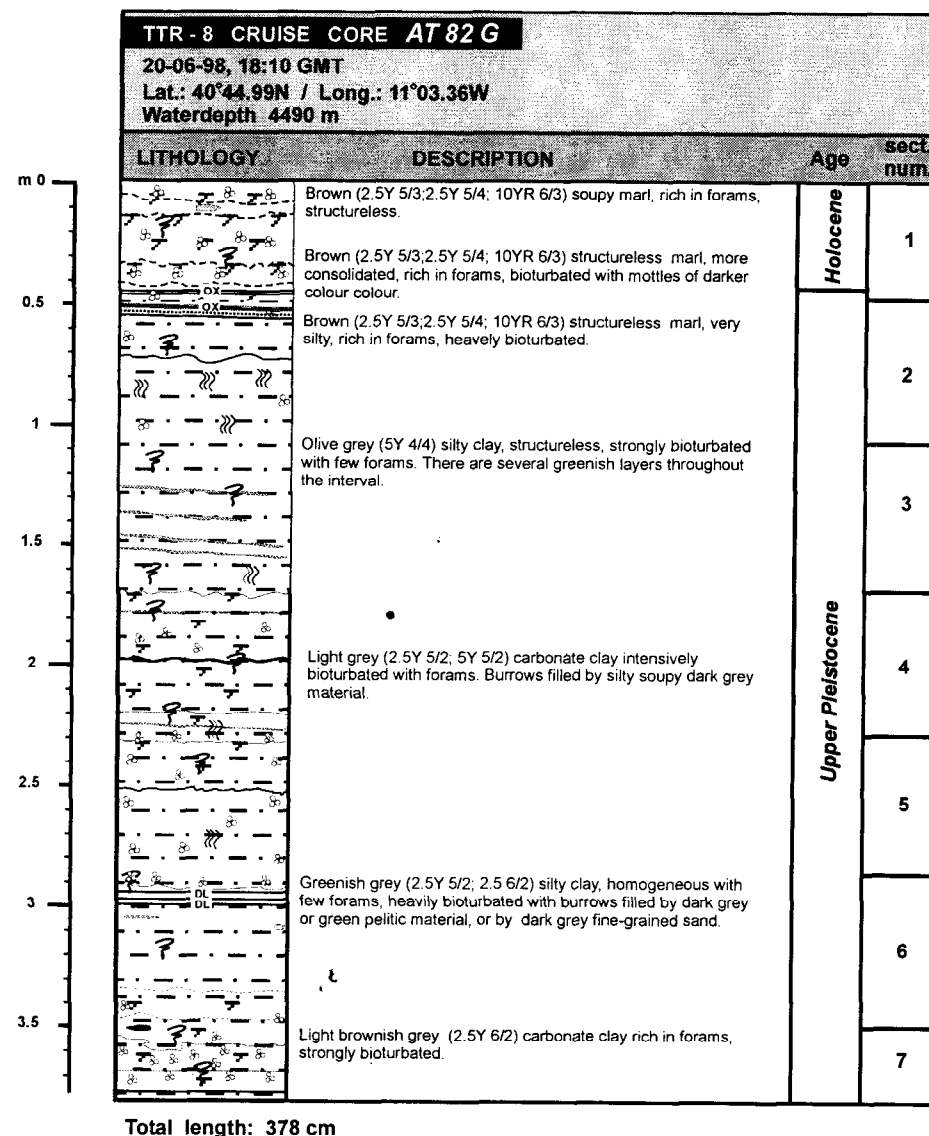 TTR - 8 CRUISE CORE AT 82 G
20-06-98, 18:10 GMT
Lat.: 40°44.99N / Long.: 11°03.36W
Waterdepth 4490 m
LITHOLOGY DESCRIPTION Age sect. num.
m 0
Brown (2.5Y 5/3;2.5Y 5/4; 10YR 6/3) soupy marl, rich in forams,
structureless.
Holocene
1
Brown (2.5Y 5/3;2.5Y 5/4; 10YR 6/3) structureless marl, more
consolidated, rich in forams, bioturbated with mottles of darker
colour colour.
OX
0.5
OX
Brown (2.5Y 5/3;2.5Y 5/4; 10YR 6/3) structureless marl, very
silty, rich in forams, heavely bioturbated.
2
1
Olive grey (5Y 4/4) silty clay, structureless, strongly bioturbated
with few forams. There are several greenish layers throughout
the interval.
3
1.5
Upper Pleistocene
2
Light grey (2.5Y 5/2; 5Y 5/2) carbonate clay intensively
bioturbated with forams. Burrows filled by silty soupy dark grey
material.
4
2.5
5
Greenish grey (2.5Y 5/2; 2.5 6/2) silty clay, homogeneous with
few forams, heavily bioturbated with burrows filled by dark grey
or green pelitic material, or by dark grey fine-grained sand.
DL
DL
3
6
3.5
Light brownish grey (2.5Y 6/2) carbonate clay rich in forams,
strongly bioturbated.
7
Total length: 378 cm